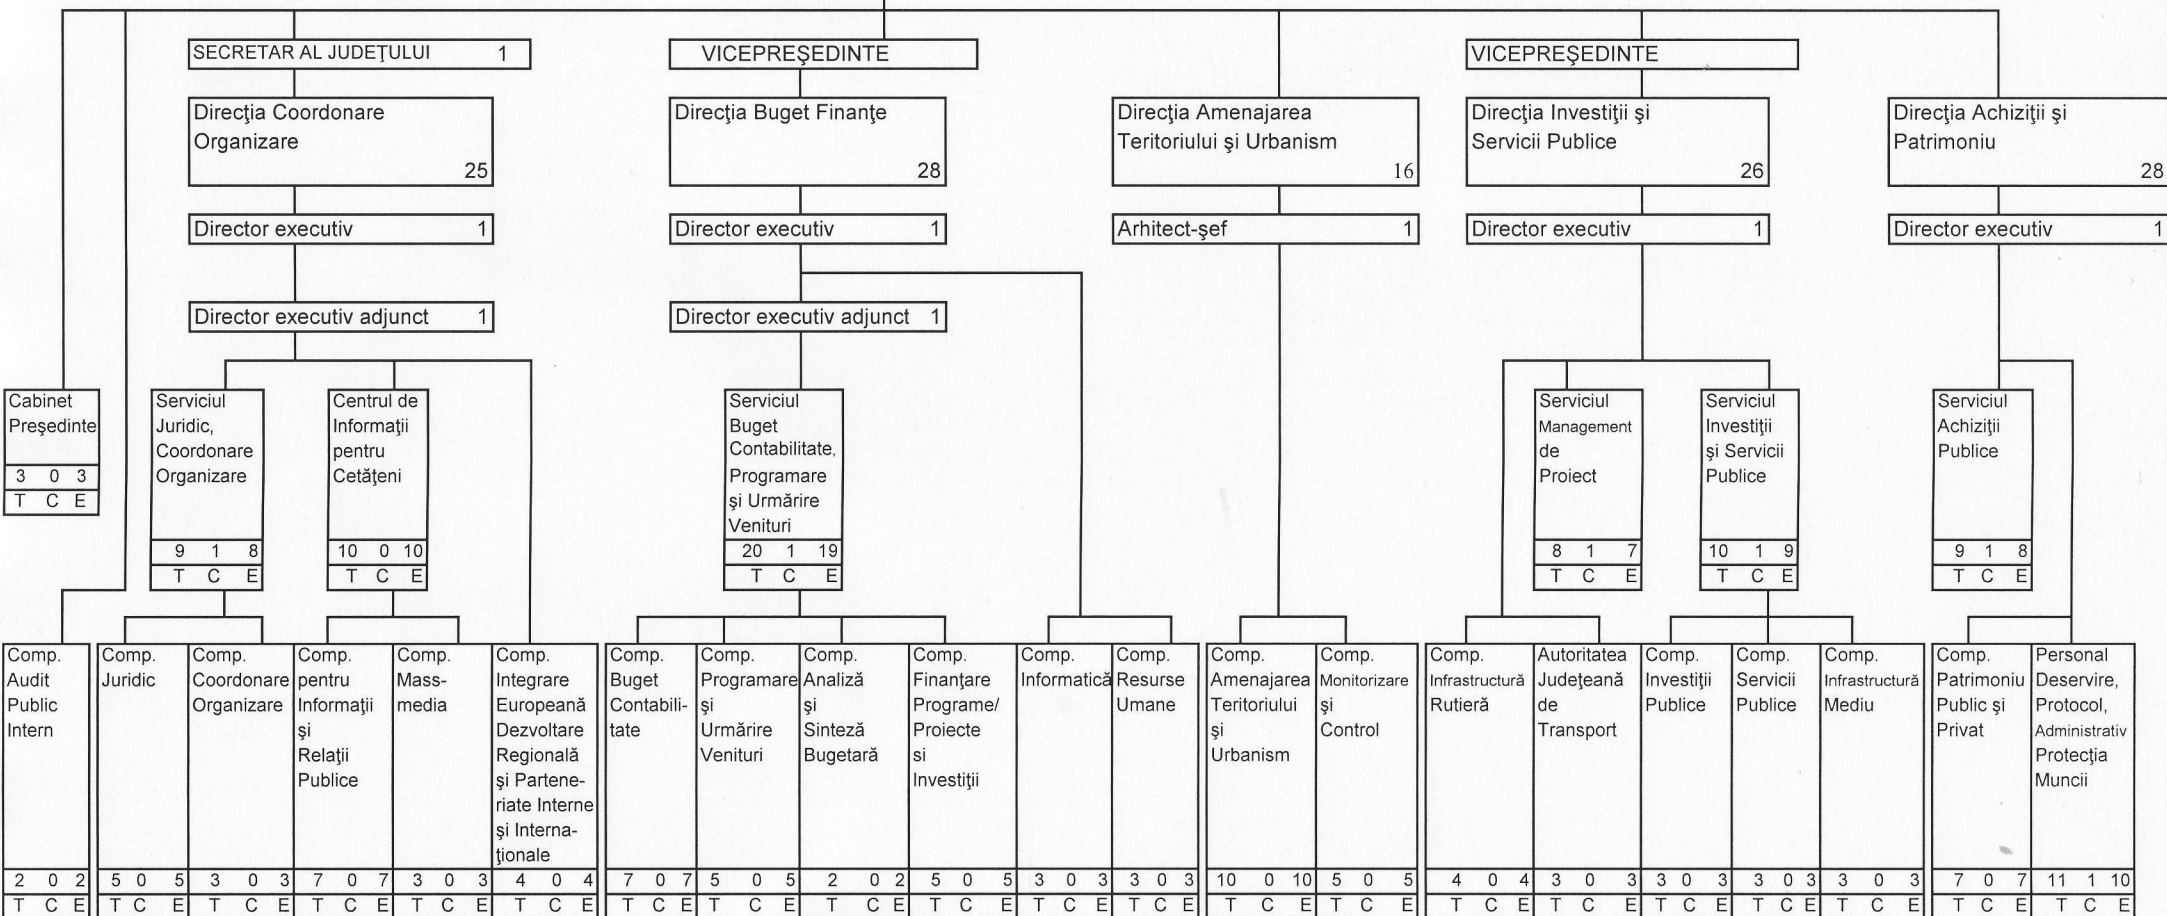 SECRETAR AL JUDEŢULUI 1
VICEPREŞEDINTE
VICEPREŞEDINTE
Direcţia Coordonare
Organizare
25
Direcţia Buget Finanţe
28
Direcţia Amenajarea
Teritoriului şi Urbanism
16
Direcţia Investiţii şi
Servicii Publice
26
Direcţia Achiziţii şi
Patrimoniu
28
Director executiv 1
Director executiv 1
Arhitect-şef 1
Director executiv 1
Director executiv 1
Director executiv adjunct 1
Director executiv adjunct 1
Cabinet
Preşedinte
3 0 3
T C E
Serviciul
Juridic,
Coordonare
Organizare
9 1 8
T C E
Centrul de
Informaţii
pentru
Cetăţeni
10 0 10
T C E
Serviciul
Buget
Contabilitate,
Programare
şi Urmărire
Venituri
20 1 19
T C E
Serviciul
Management
de
Proiect
8 1 7
T C E
Serviciul
Investiţii
şi Servicii
Publice
10 1 9
T C E
Serviciul
Achiziţii
Publice
9 1 8
T C E
Comp.
Audit
Public
Intern
2 0 2
T C E
Comp.
Juridic
5 0 5
T C E
Comp.
Coordonare
Organizare
3 0 3
T C E
Comp.
pentru
Informaţii
şi
Relaţii
Publice
7 0 7
T C E
Comp.
Mass-
media
3 0 3
T C E
Comp.
Integrare
Europeană
Dezvoltare
Regională
şi Partene-
riate Interne
şi Interna-
ţionale
4 0 4
T C E
Comp.
Buget
Contabili-
tate
7 0 7
T C E
Comp.
Programare
şi
Urmărire
Venituri
5 0 5
T C E
Comp.
Analiză
şi
Sinteză
Bugetară
2 0 2
T C E
Comp.
Finanţare
Programe/
Proiecte
si
Investiţii
5 0 5
T C E
Comp.
Informatică
3 0 3
T C E
Comp.
Resurse
Umane
3 0 3
T C E
Comp.
Amenajarea
Teritoriului
şi
Urbanism
10 0 10
T C E
Comp.
Monitorizare
şi
Control
5 0 5
T C E
Comp.
Infrastructură
Rutieră
4 0 4
T C E
Autoritatea
Judeţeană
de
Transport
3 0 3
T C E
Comp.
Investiţii
Publice
3 0 3
T C E
Comp.
Servicii
Publice
3 0 3
T C E
Comp.
Infrastructură
Mediu
3 0 3
T C E
Comp.
Patrimoniu
Public şi
Privat
7 0 7
T C E
Personal
Deservire,
Protocol,
Administrativ
Protecţia
Muncii
11 1 10
T C E